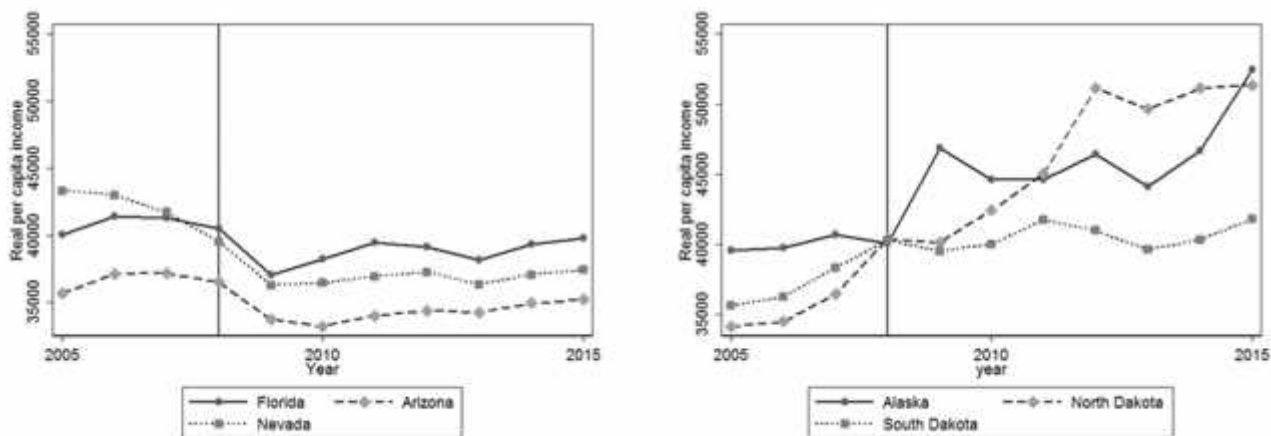 Real per capita income
55000
50000
45000
40000
35000
2005
2010
2015
Year
Florida
Arizona
Nevada
Real per capita income
55000
50000
45000
40000
35000
2005
2010
2015
year
Alaska
North Dakota
South Dakota